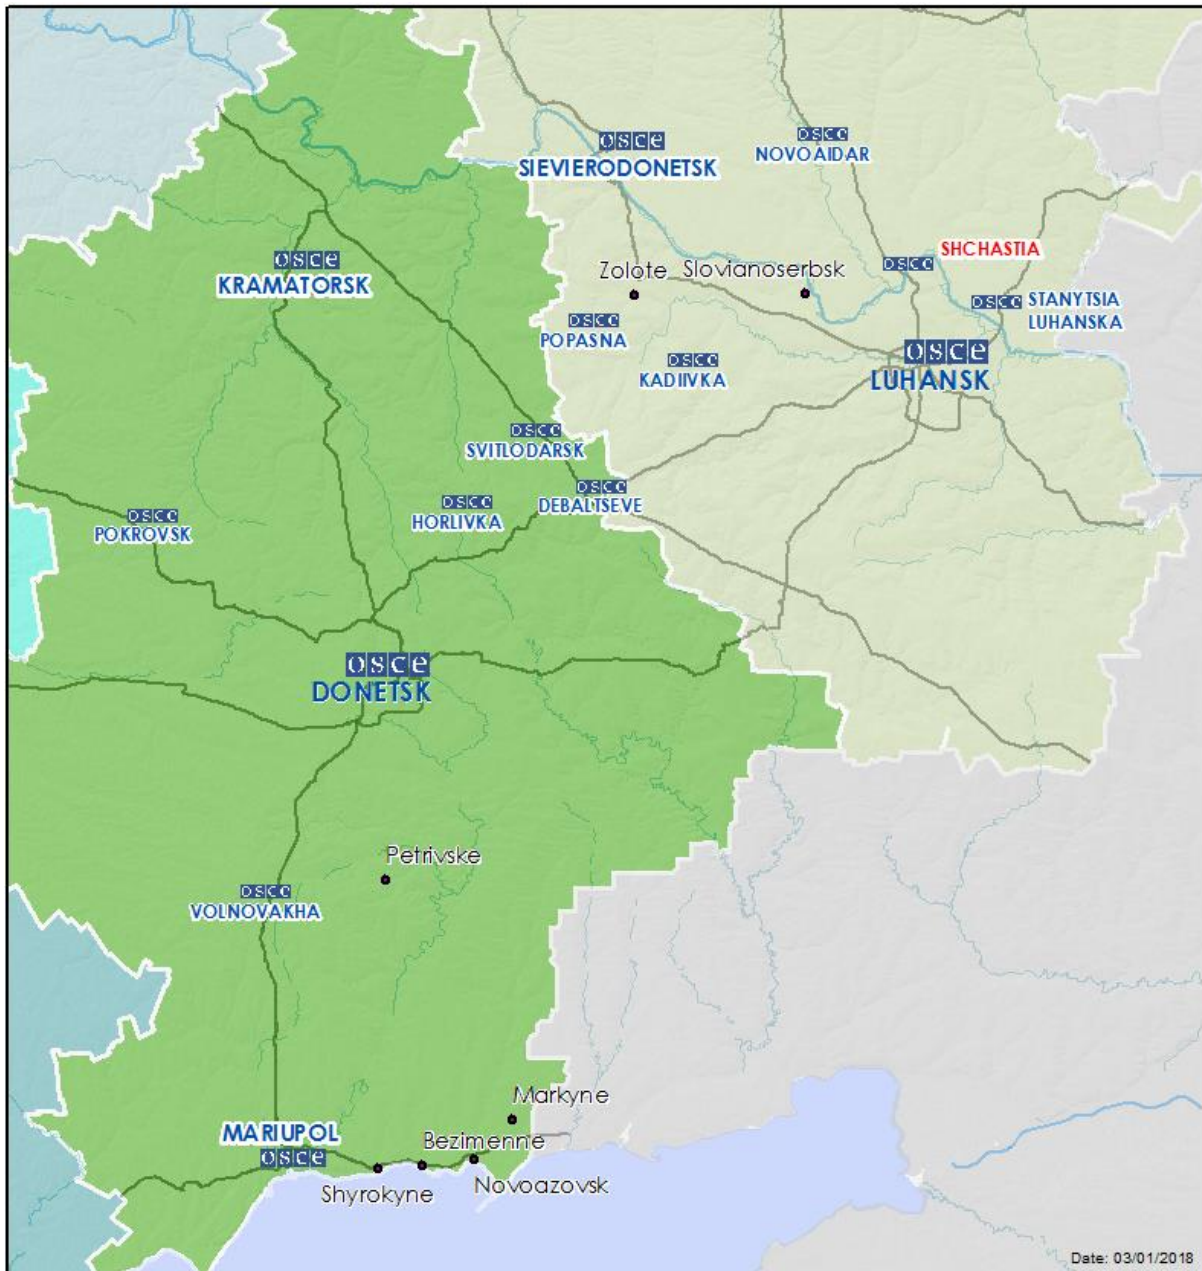 osce
SIEVIERODONETSK
osce
NOVOAIDAR
osce
KRAMATORSK
Zolote
Slovianoserbsk
osce
SHCHASTIA
osce
STANYTSIA
LUHANSKA
osce
POPASNA
osce
KADIIVKA
osce
LUHANSK
osce
SVITLODARSK
osce
DEBALTSEVE
osce
HORLIVKA
osce
POKROVSK
osce
DONETSK
Petrivske
osce
VOLNOVAKHA
Markyne
MARIUPOL
osce
Bezimenne
Shyrokyne
Novoazovsk
Date: 03/01/2018